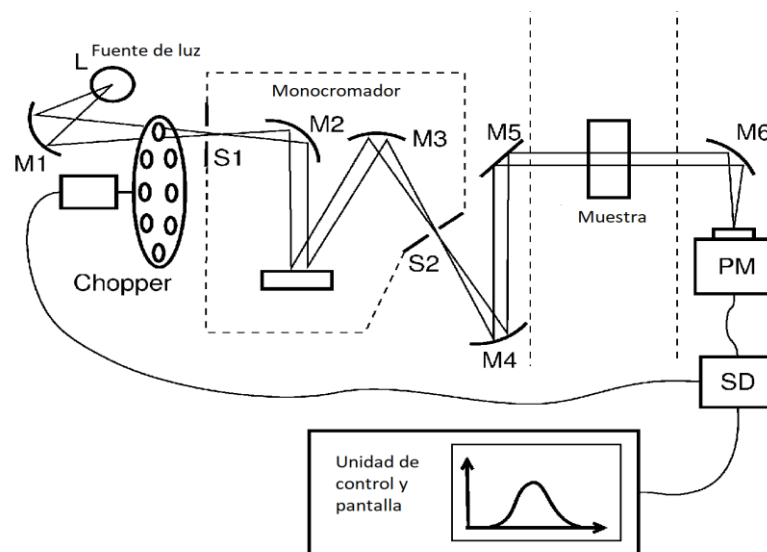 Fuente de luz
L
Monocromador
M1
S1
M2
M3
M5
M6
Muestra
Chopper
S2
PM
M4
SD
Unidad de
control y
pantalla